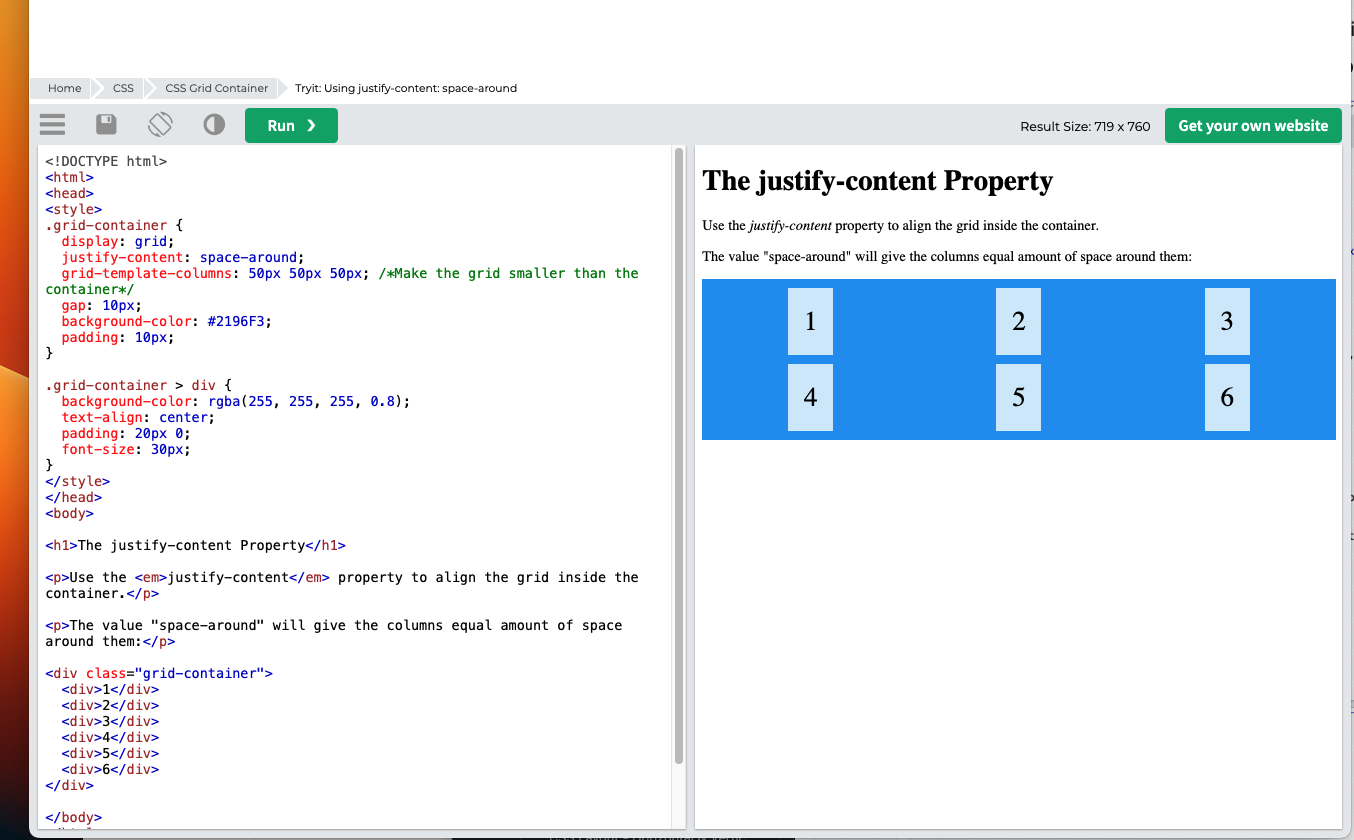 Home CSS CSS Grid Container Tryit: Using justify-content: space-around
Run ❯ Result Size: 719 x 760 Get your own website
<!DOCTYPE html>
<html>
<head>
<style>
.grid-container {
  display: grid;
  justify-content: space-around;
  grid-template-columns: 50px 50px 50px; /*Make the grid smaller than the
container*/
  gap: 10px;
  background-color: #2196F3;
  padding: 10px;
}

.grid-container > div {
  background-color: rgba(255, 255, 255, 0.8);
  text-align: center;
  padding: 20px 0;
  font-size: 30px;
}
</style>
</head>
<body>

<h1>The justify-content Property</h1>

<p>Use the <em>justify-content</em> property to align the grid inside the
container.</p>

<p>The value "space-around" will give the columns equal amount of space
around them:</p>

<div class="grid-container">
  <div>1</div>
  <div>2</div>
  <div>3</div>
  <div>4</div>
  <div>5</div>
  <div>6</div>
</div>

</body>
The justify-content Property
Use the justify-content property to align the grid inside the container.
The value "space-around" will give the columns equal amount of space around them:
1 2 3
4 5 6